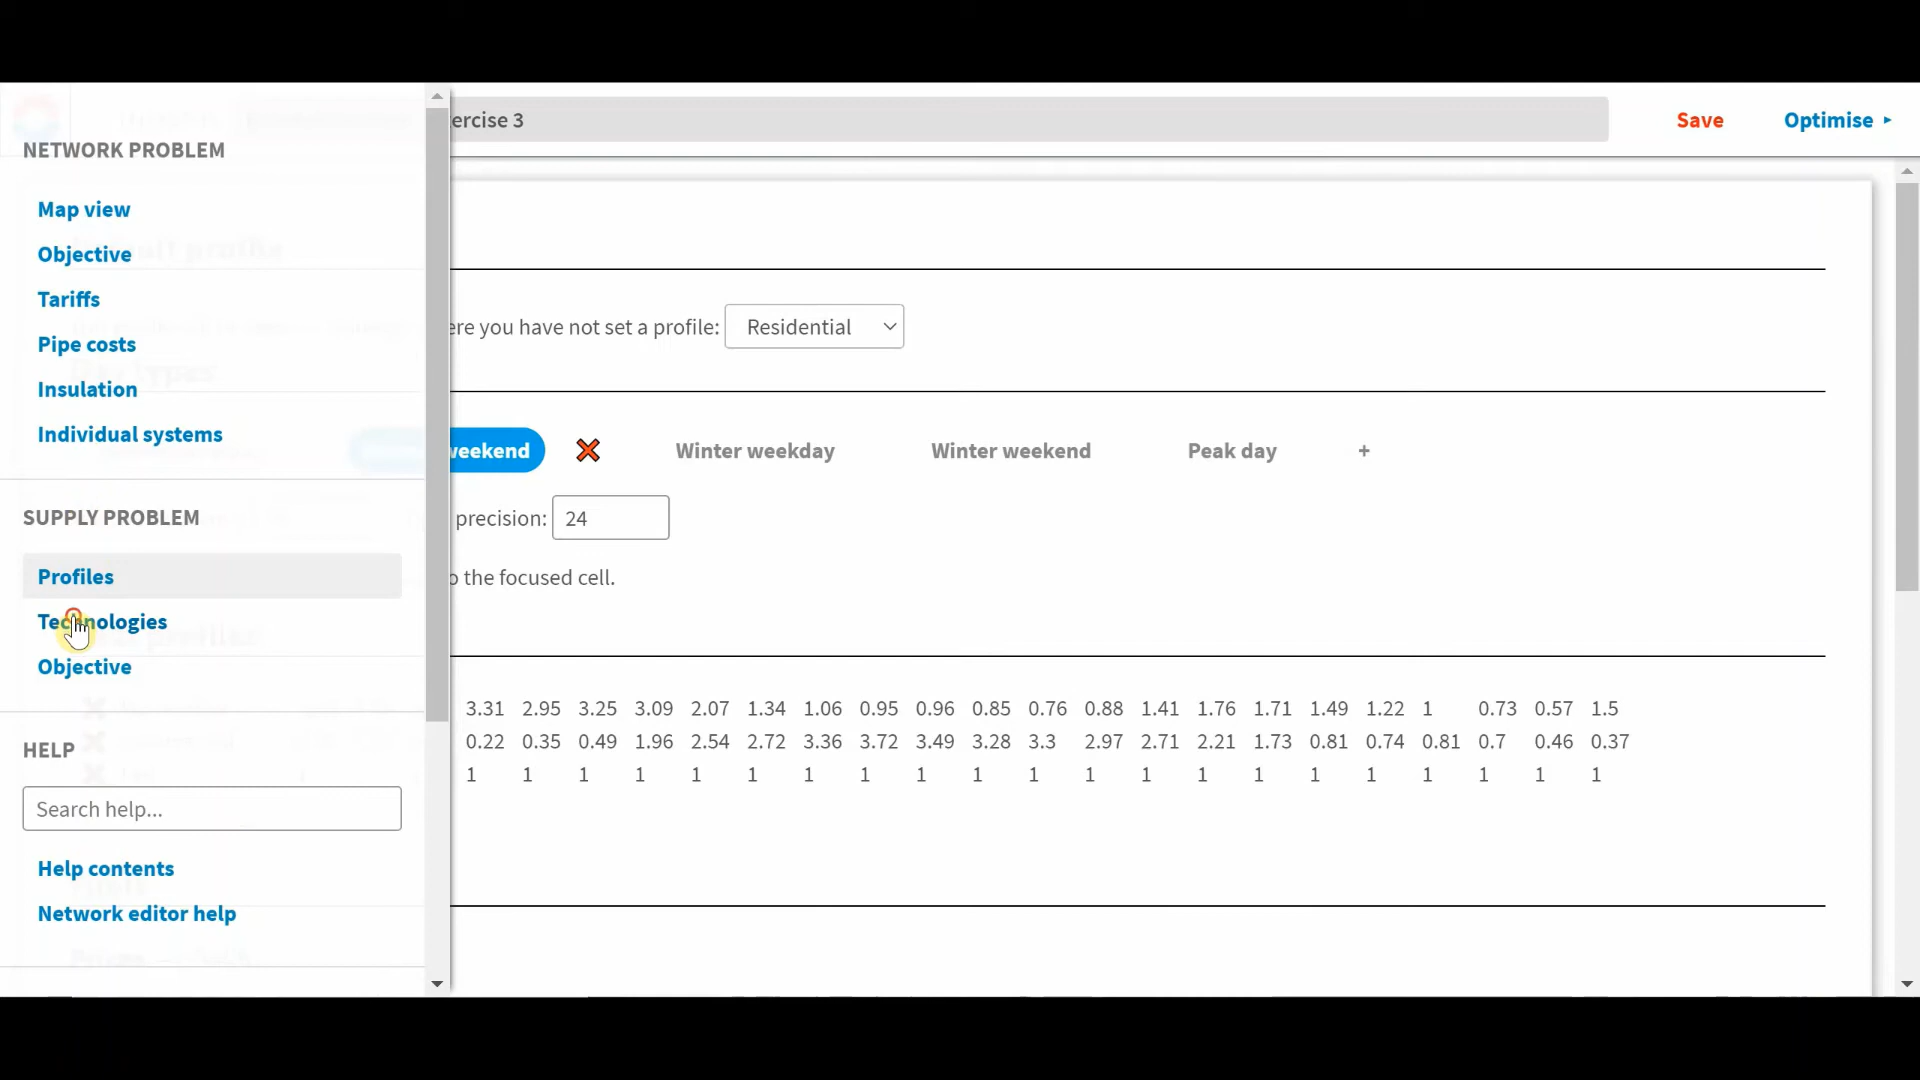 ercise 3
Save
Optimise ▸
NETWORK PROBLEM
Map view
Objective
Tariffs
Pipe costs
Insulation
Individual systems
SUPPLY PROBLEM
Profiles
Technologies
Objective
HELP
Search help...
Help contents
Network editor help
ere you have not set a profile: Residential
weekend Winter weekday Winter weekend Peak day +
precision: 24
o the focused cell.
3.31 2.95 3.25 3.09 2.07 1.34 1.06 0.95 0.96 0.85 0.76 0.88 1.41 1.76 1.71 1.49 1.22 1 0.73 0.57 1.5
0.22 0.35 0.49 1.96 2.54 2.72 3.36 3.72 3.49 3.28 3.3 2.97 2.71 2.21 1.73 0.81 0.74 0.81 0.7 0.46 0.37
1 1 1 1 1 1 1 1 1 1 1 1 1 1 1 1 1 1 1 1 1